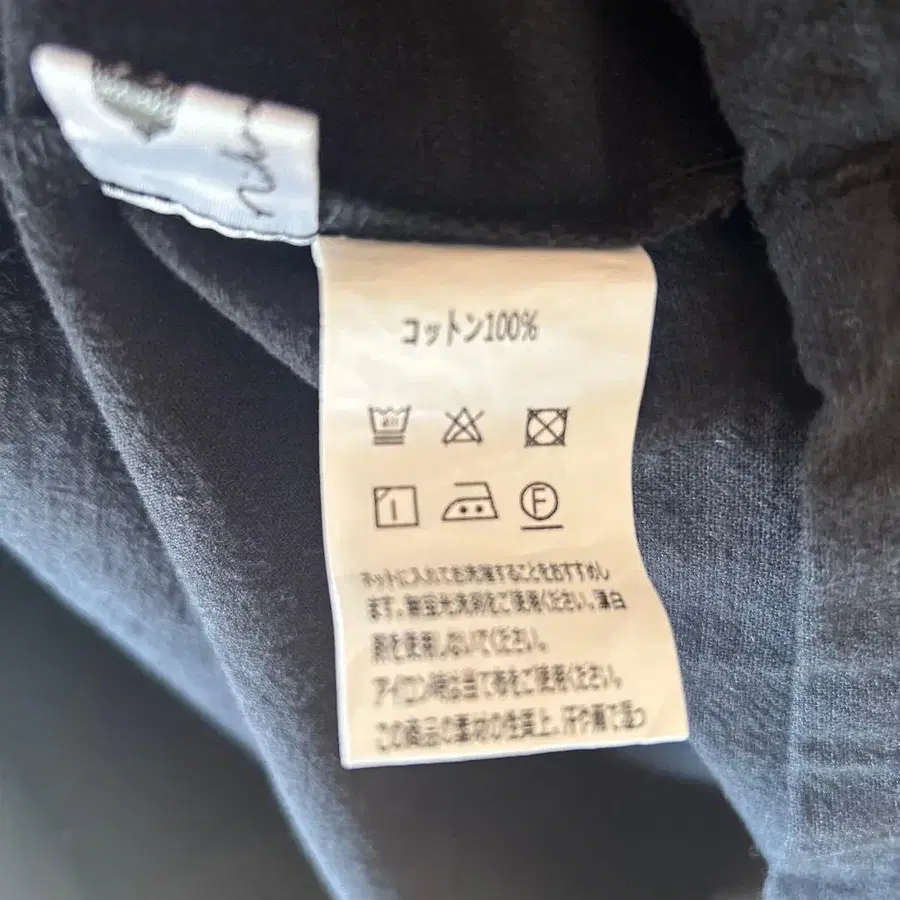 コットン100%
40
F
ネットに入れてお洗濯することをおすすめし
ます。無蛍光洗剤をご使用ください。漂白
剤を使用しないでください。
アイロン時は当て布をご使用ください。
この商品の素材の性質上、汗や雨で湿っ